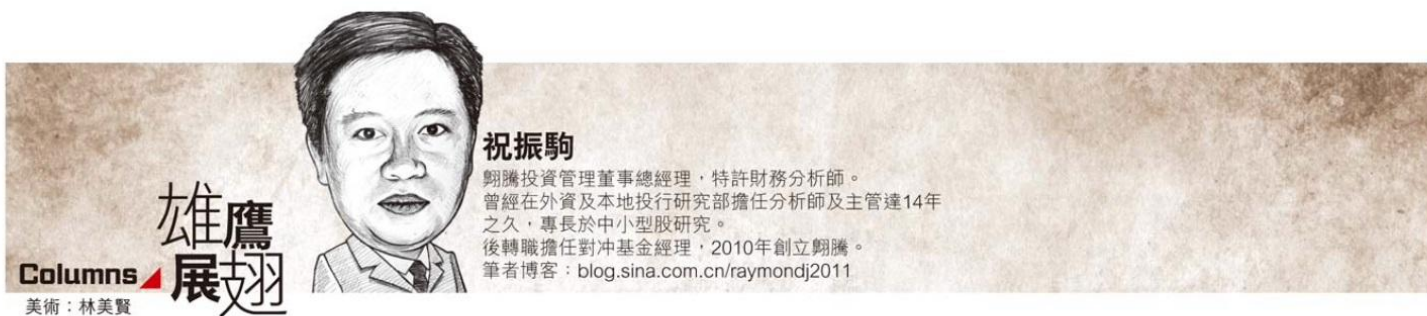 雄鷹
展翅
Columns
美術：林美賢
祝振駒
翺騰投資管理董事總經理，特許財務分析師。
曾經在外資及本地投行研究部擔任分析師及主管達14年
之久，專長於中小型股研究。
後轉職擔任對冲基金經理，2010年創立翺騰。
筆者博客：blog.sina.com.cn/raymondj2011